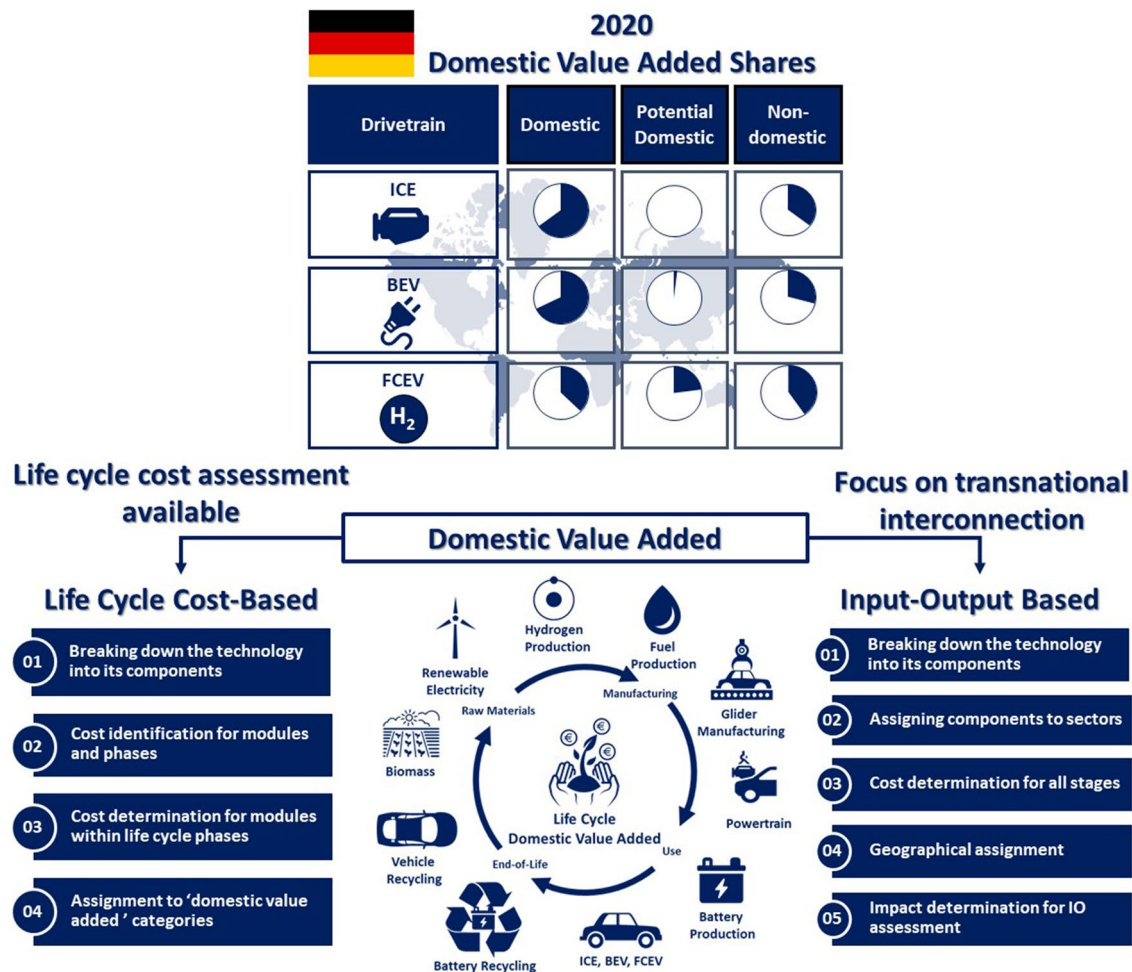 2020
Domestic Value Added Shares
Drivetrain
Domestic
Potential
Domestic
Non-
domestic
ICE
BEV
FCEV
H₂
Life cycle cost assessment
available
Focus on transnational
interconnection
Domestic Value Added
Life Cycle Cost-Based
01
Breaking down the technology
into its components
02
Cost identification for modules
and phases
03
Cost determination for modules
within life cycle phases
04
Assignment to ‘domestic value
added ’ categories
Hydrogen
Production
Fuel
Production
Renewable
Electricity
Manufacturing
Raw Materials
Glider
Manufacturing
Biomass
€
€
€
Life Cycle
Domestic Value Added
Powertrain
Use
End-of-Life
Vehicle
Recycling
Battery
Production
Battery Recycling
ICE, BEV, FCEV
Input-Output Based
01
Breaking down the technology
into its components
02
Assigning components to sectors
03
Cost determination for all stages
04
Geographical assignment
05
Impact determination for IO
assessment